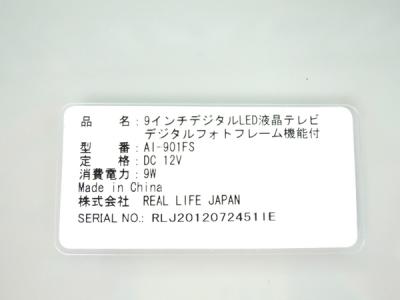 品　　名：9インチデジタルLED液晶テレビ
デジタルフォトフレーム機能付
型　　番：AI-901FS
定　　格：DC 12V
消費電力：9W
Made in China
株式会社　REAL LIFE JAPAN
SERIAL NO.: RLJ2012072451IE